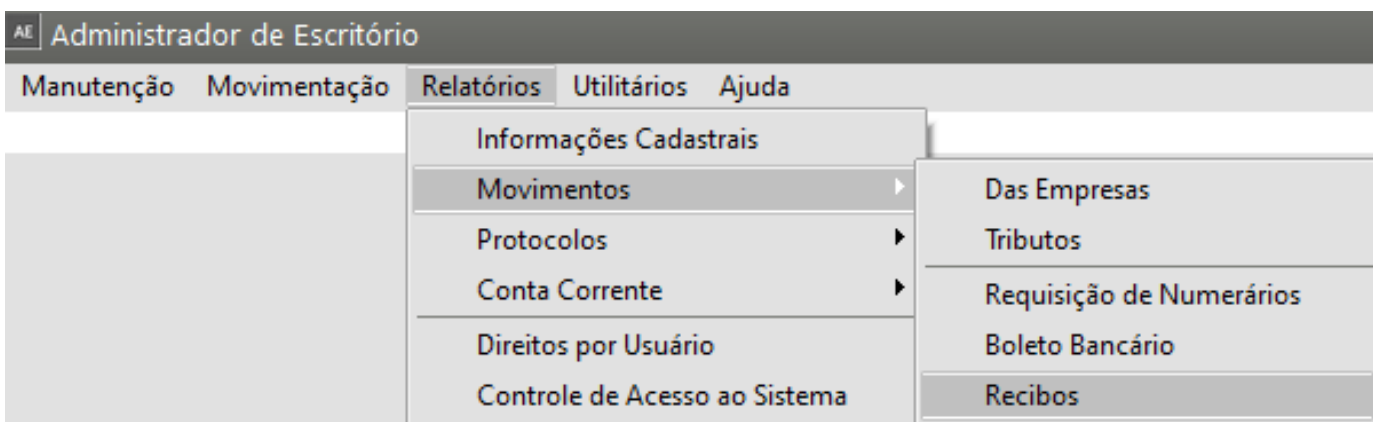 AE Administrador de Escritório
Manutenção Movimentação Relatórios Utilitários Ajuda
Informações Cadastrais
Movimentos
Protocolos
Conta Corrente
Direitos por Usuário
Controle de Acesso ao Sistema
Das Empresas
Tributos
Requisição de Numerários
Boleto Bancário
Recibos